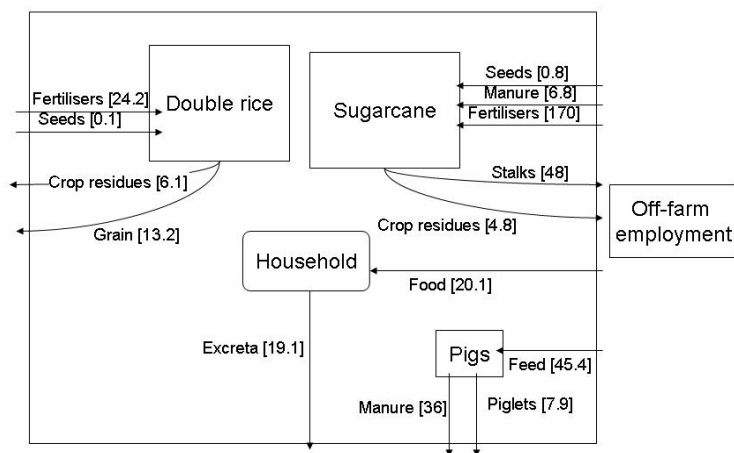 Seeds [0.8]
Fertilisers [24.2]
Manure [6.8]
Double rice
Sugarcane
Seeds [0.1]
Fertilisers [170]
Crop residues [6.1]
Stalks [48]
Off-farm
employment
Grain [13.2]
Crop residues [4.8]
Household
Food [20.1]
Excreta [19.1]
Pigs
Feed [45.4]
Manure [36]
Piglets [7.9]